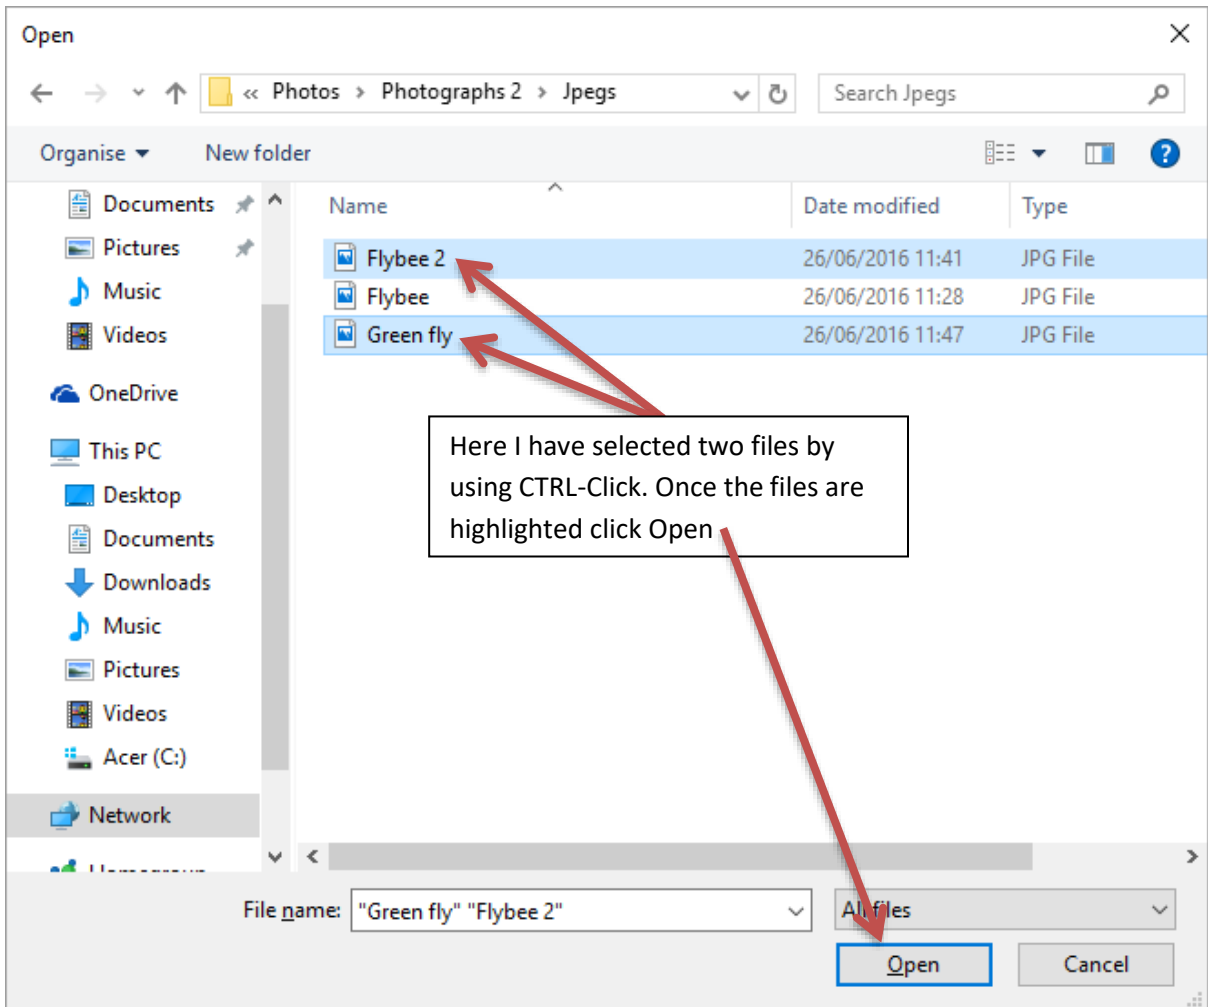 Open
« Photos > Photographs 2 > Jpegs
Search Jpegs
Organise
New folder
Documents
Pictures
Music
Videos
OneDrive
This PC
Desktop
Documents
Downloads
Music
Pictures
Videos
Acer (C:)
Network
Name Date modified Type
Flybee 2 26/06/2016 11:41 JPG File
Flybee 26/06/2016 11:28 JPG File
Green fly 26/06/2016 11:47 JPG File
Here I have selected two files by
using CTRL-Click. Once the files are
highlighted click Open
File name: "Green fly" "Flybee 2"
All files
Open
Cancel